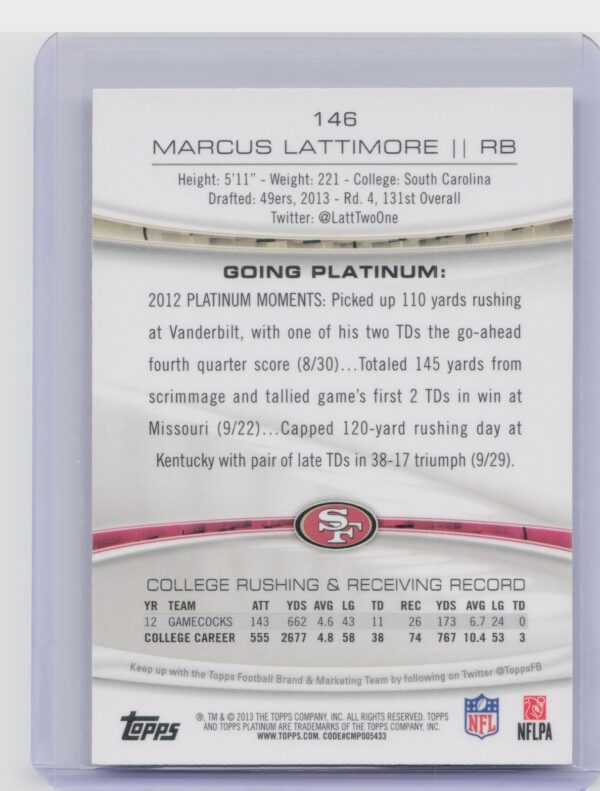 146
MARCUS LATTIMORE || RB
Height: 5'11" - Weight: 221 - College: South Carolina
Drafted: 49ers, 2013 - Rd. 4, 131st Overall
Twitter: @LattTwoOne
GOING PLATINUM:
2012 PLATINUM MOMENTS: Picked up 110 yards rushing
at Vanderbilt, with one of his two TDs the go-ahead
fourth quarter score (8/30)...Totaled 145 yards from
scrimmage and tallied game's first 2 TDs in win at
Missouri (9/22)...Capped 120-yard rushing day at
Kentucky with pair of late TDs in 38-17 triumph (9/29).
SF
COLLEGE RUSHING & RECEIVING RECORD
YR TEAM ATT YDS AVG LG TD REC YDS AVG LG TD
12 GAMECOCKS 143 662 4.6 43 11 26 173 6.7 24 0
COLLEGE CAREER 555 2677 4.8 58 38 74 767 10.4 53 3
Keep up with the Topps Football Brand & Marketing Team by following on Twitter @ToppsFB
Topps
®, TM & © 2013 THE TOPPS COMPANY, INC. ALL RIGHTS RESERVED. TOPPS
AND TOPPS PLATINUM ARE TRADEMARKS OF THE TOPPS COMPANY, INC.
WWW.TOPPS.COM. CODE#CMP005433
NFL
NFLPA